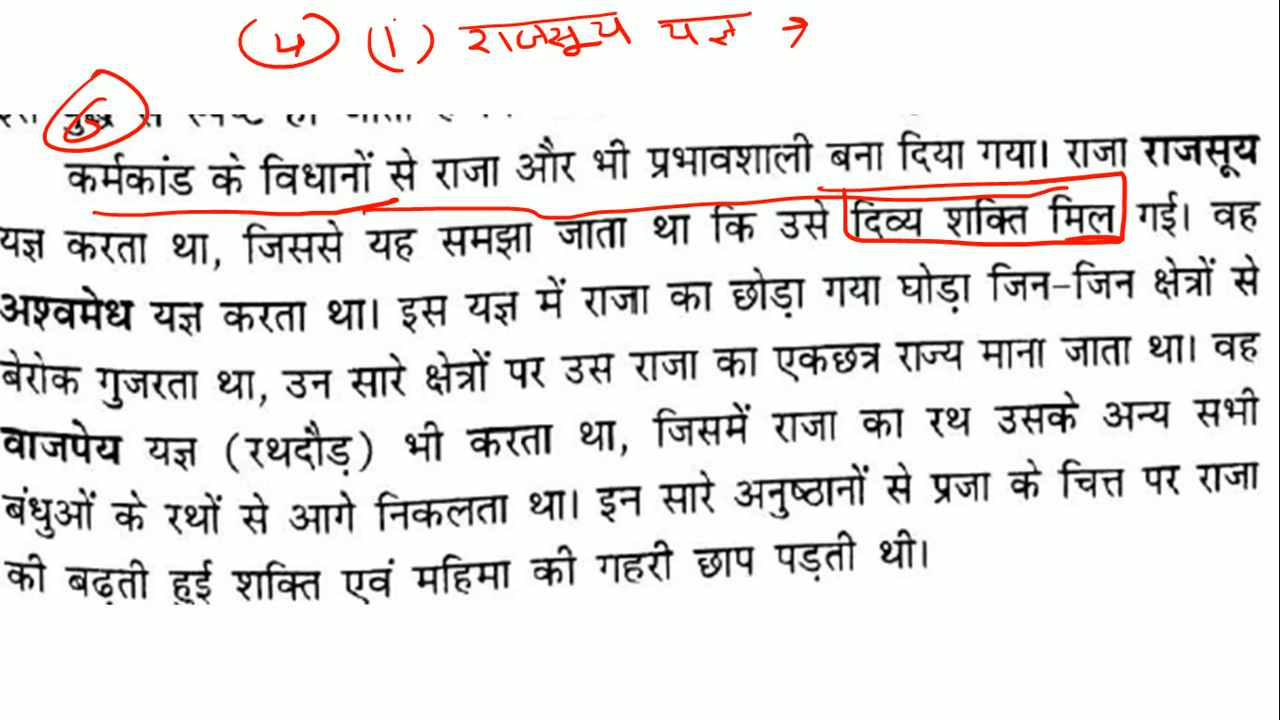 (4) (i) राजसूय यज्ञ →
6
कर्मकांड के विधानों से राजा और भी प्रभावशाली बना दिया गया। राजा राजसूय
यज्ञ करता था, जिससे यह समझा जाता था कि उसे दिव्य शक्ति मिल गई। वह
अश्वमेध यज्ञ करता था। इस यज्ञ में राजा का छोड़ा गया घोड़ा जिन-जिन क्षेत्रों से
बेरोक गुजरता था, उन सारे क्षेत्रों पर उस राजा का एकछत्र राज्य माना जाता था। वह
वाजपेय यज्ञ (रथदौड़) भी करता था, जिसमें राजा का रथ उसके अन्य सभी
बंधुओं के रथों से आगे निकलता था। इन सारे अनुष्ठानों से प्रजा के चित्त पर राजा
की बढ़ती हुई शक्ति एवं महिमा की गहरी छाप पड़ती थी।